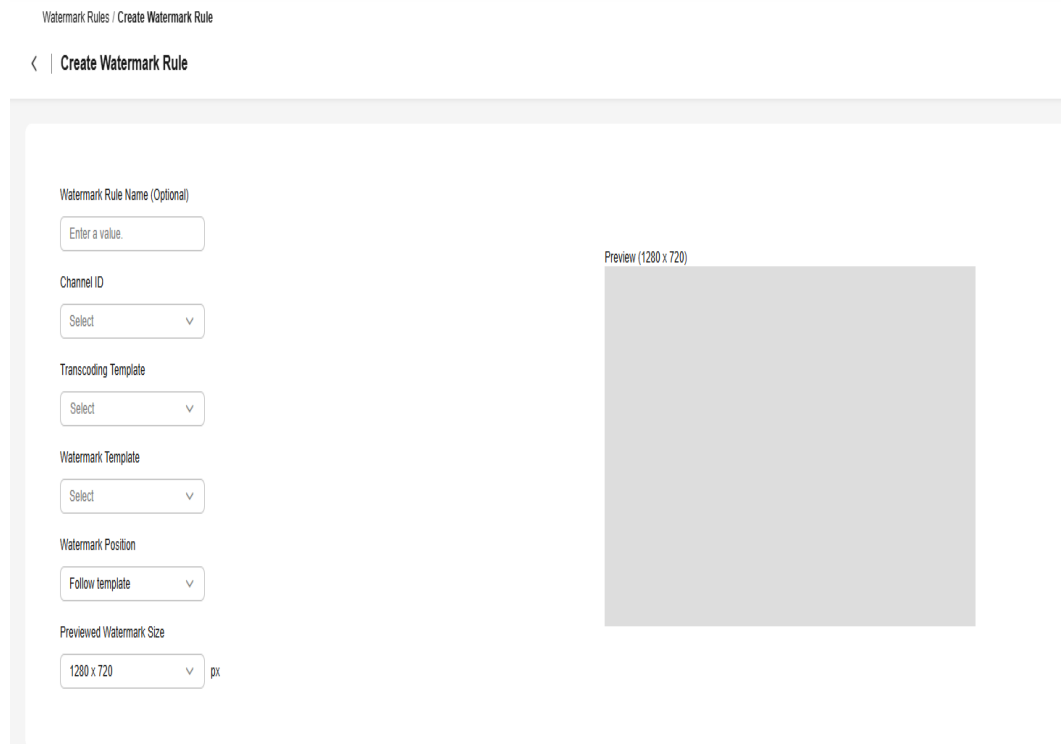 Watermark Rules / Create Watermark Rule
Create Watermark Rule
Watermark Rule Name (Optional)
Enter a value.
Channel ID
Select
Transcoding Template
Select
Watermark Template
Select
Watermark Position
Follow template
Previewed Watermark Size
1280 x 720 px
Preview (1280 x 720)